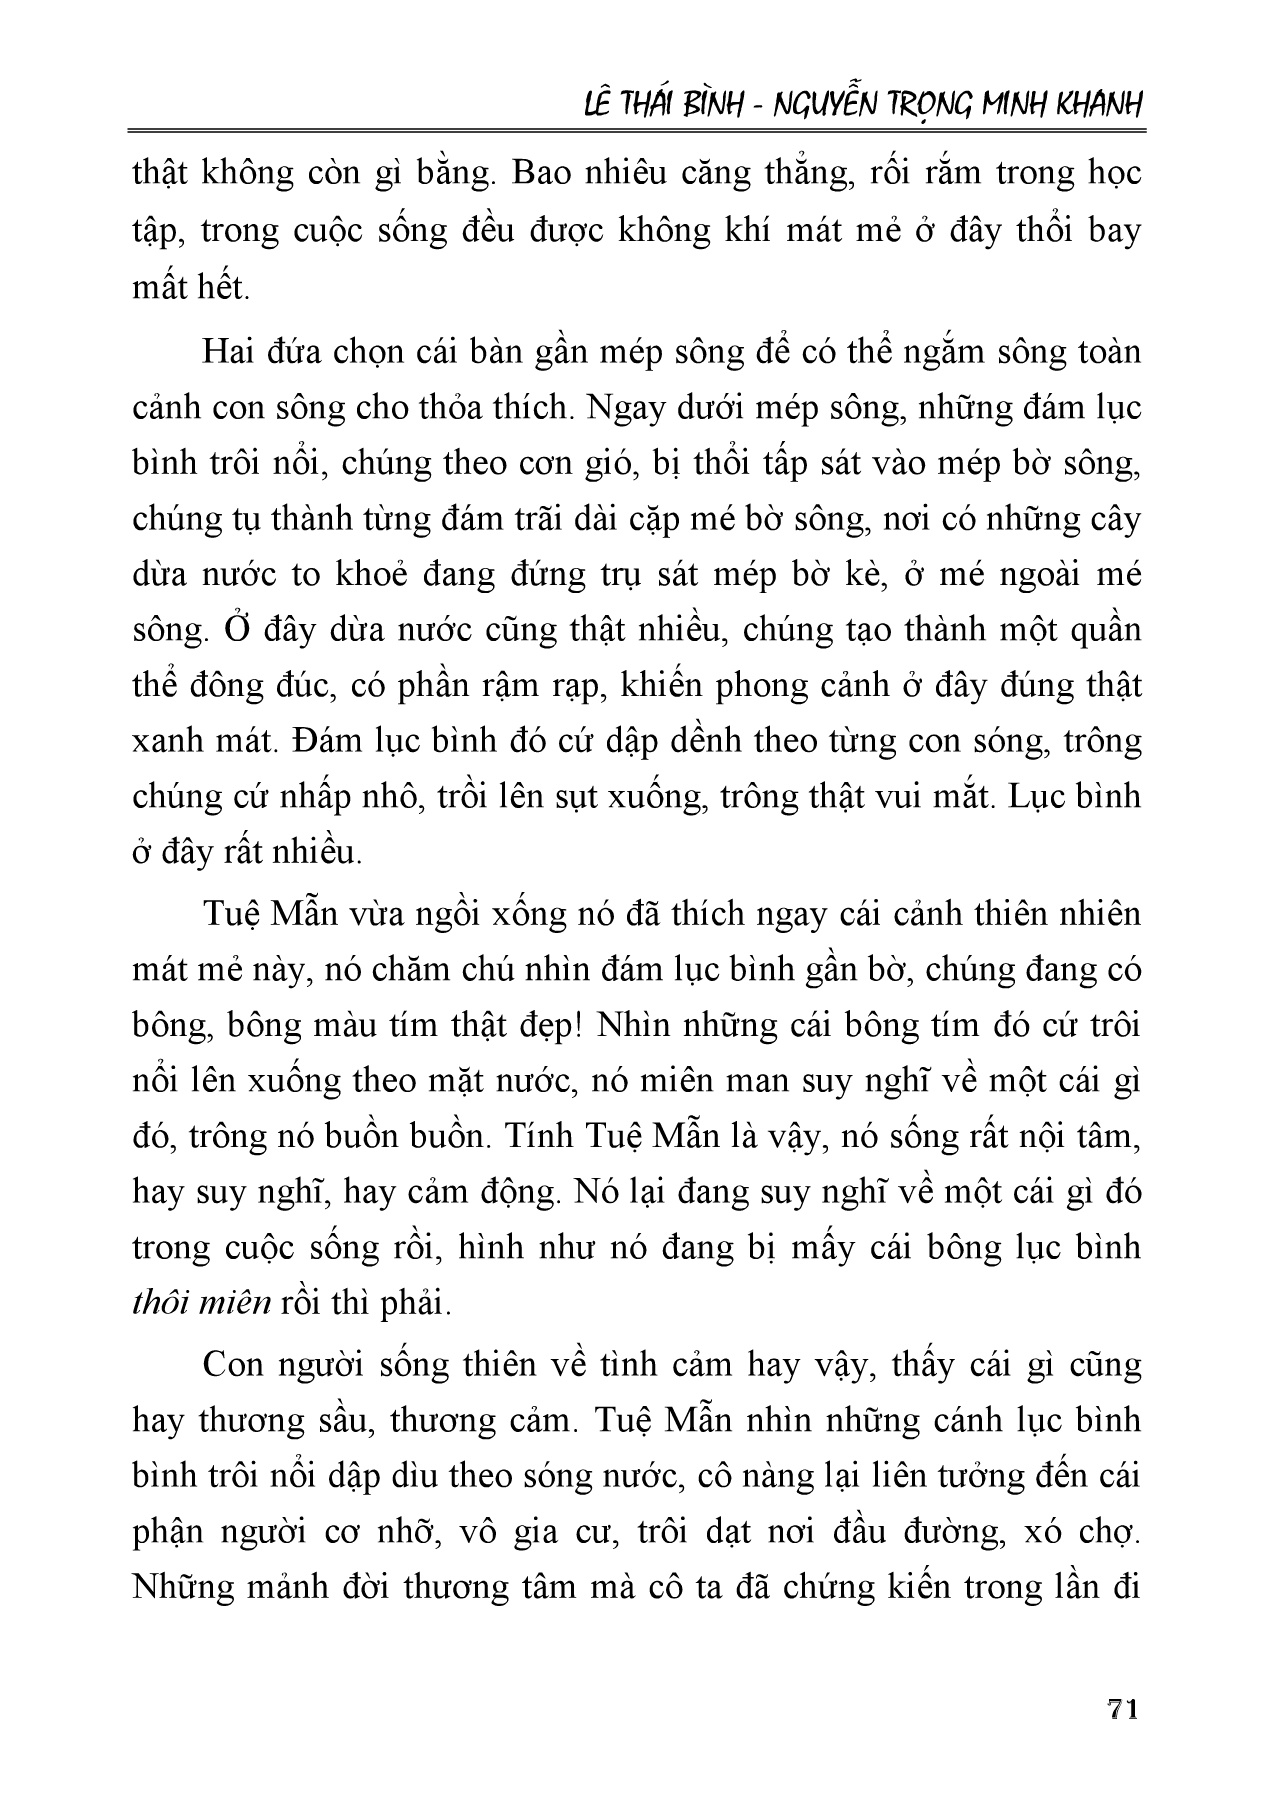 LÊ THÁI BÌNH - NGUYỄN TRỌNG MINH KHANH
thật không còn gì bằng. Bao nhiêu căng thẳng, rối rắm trong học
tập, trong cuộc sống đều được không khí mát mẻ ở đây thổi bay
mất hết.
Hai đứa chọn cái bàn gần mép sông để có thể ngắm sông toàn
cảnh con sông cho thỏa thích. Ngay dưới mép sông, những đám lục
bình trôi nổi, chúng theo cơn gió, bị thổi tấp sát vào mép bờ sông,
chúng tụ thành từng đám trãi dài cặp mé bờ sông, nơi có những cây
dừa nước to khoẻ đang đứng trụ sát mép bờ kè, ở mé ngoài mé
sông. Ở đây dừa nước cũng thật nhiều, chúng tạo thành một quần
thể đông đúc, có phần rậm rạp, khiến phong cảnh ở đây đúng thật
xanh mát. Đám lục bình đó cứ dập dềnh theo từng con sóng, trông
chúng cứ nhấp nhô, trồi lên sụt xuống, trông thật vui mắt. Lục bình
ở đây rất nhiều.
Tuệ Mẫn vừa ngồi xống nó đã thích ngay cái cảnh thiên nhiên
mát mẻ này, nó chăm chú nhìn đám lục bình gần bờ, chúng đang có
bông, bông màu tím thật đẹp! Nhìn những cái bông tím đó cứ trôi
nổi lên xuống theo mặt nước, nó miên man suy nghĩ về một cái gì
đó, trông nó buồn buồn. Tính Tuệ Mẫn là vậy, nó sống rất nội tâm,
hay suy nghĩ, hay cảm động. Nó lại đang suy nghĩ về một cái gì đó
trong cuộc sống rồi, hình như nó đang bị mấy cái bông lục bình
thôi miên rồi thì phải.
Con người sống thiên về tình cảm hay vậy, thấy cái gì cũng
hay thương sầu, thương cảm. Tuệ Mẫn nhìn những cánh lục bình
bình trôi nổi dập dìu theo sóng nước, cô nàng lại liên tưởng đến cái
phận người cơ nhỡ, vô gia cư, trôi dạt nơi đầu đường, xó chợ.
Những mảnh đời thương tâm mà cô ta đã chứng kiến trong lần đi
71